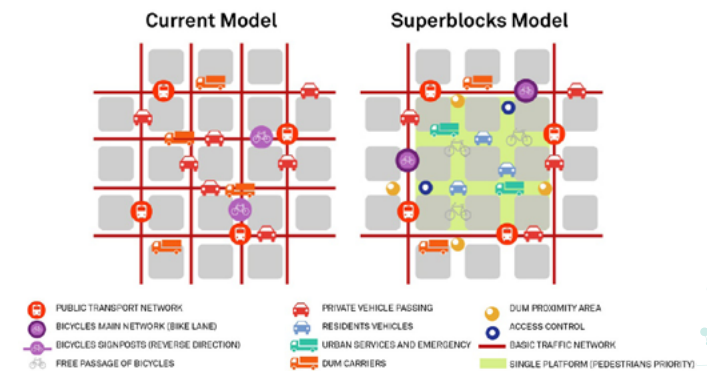 Current Model
Superblocks Model
PUBLIC TRANSPORT NETWORK
BICYCLES MAIN NETWORK (BIKE LANE)
BICYCLES SIGNPOSTS (REVERSE DIRECTION)
FREE PASSAGE OF BICYCLES
PRIVATE VEHICLE PASSING
RESIDENTS VEHICLES
URBAN SERVICES AND EMERGENCY
DUM CARRIERS
DUM PROXIMITY AREA
ACCESS CONTROL
BASIC TRAFFIC NETWORK
SINGLE PLATFORM (PEDESTRIANS PRIORITY)